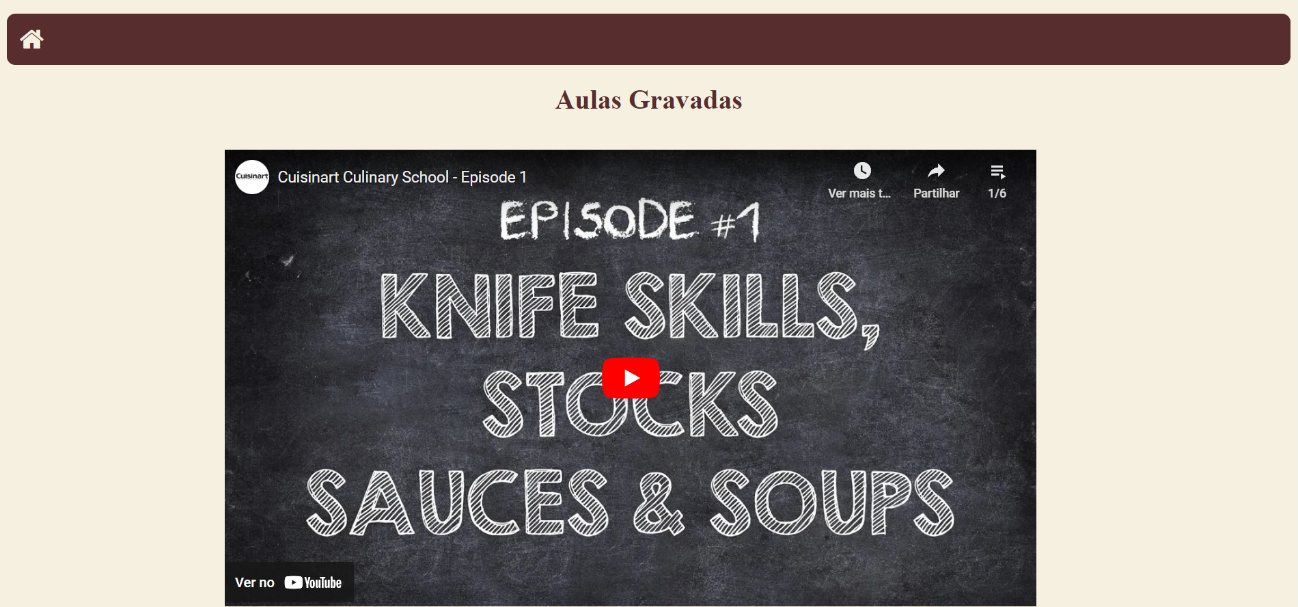 Aulas Gravadas
Cuisinart
Cuisinart Culinary School - Episode 1
Ver mais t...
Partilhar
1/6
EPISODE #1
KNIFE SKILLS,
STOCKS
SAUCES & SOUPS
Ver no YouTube